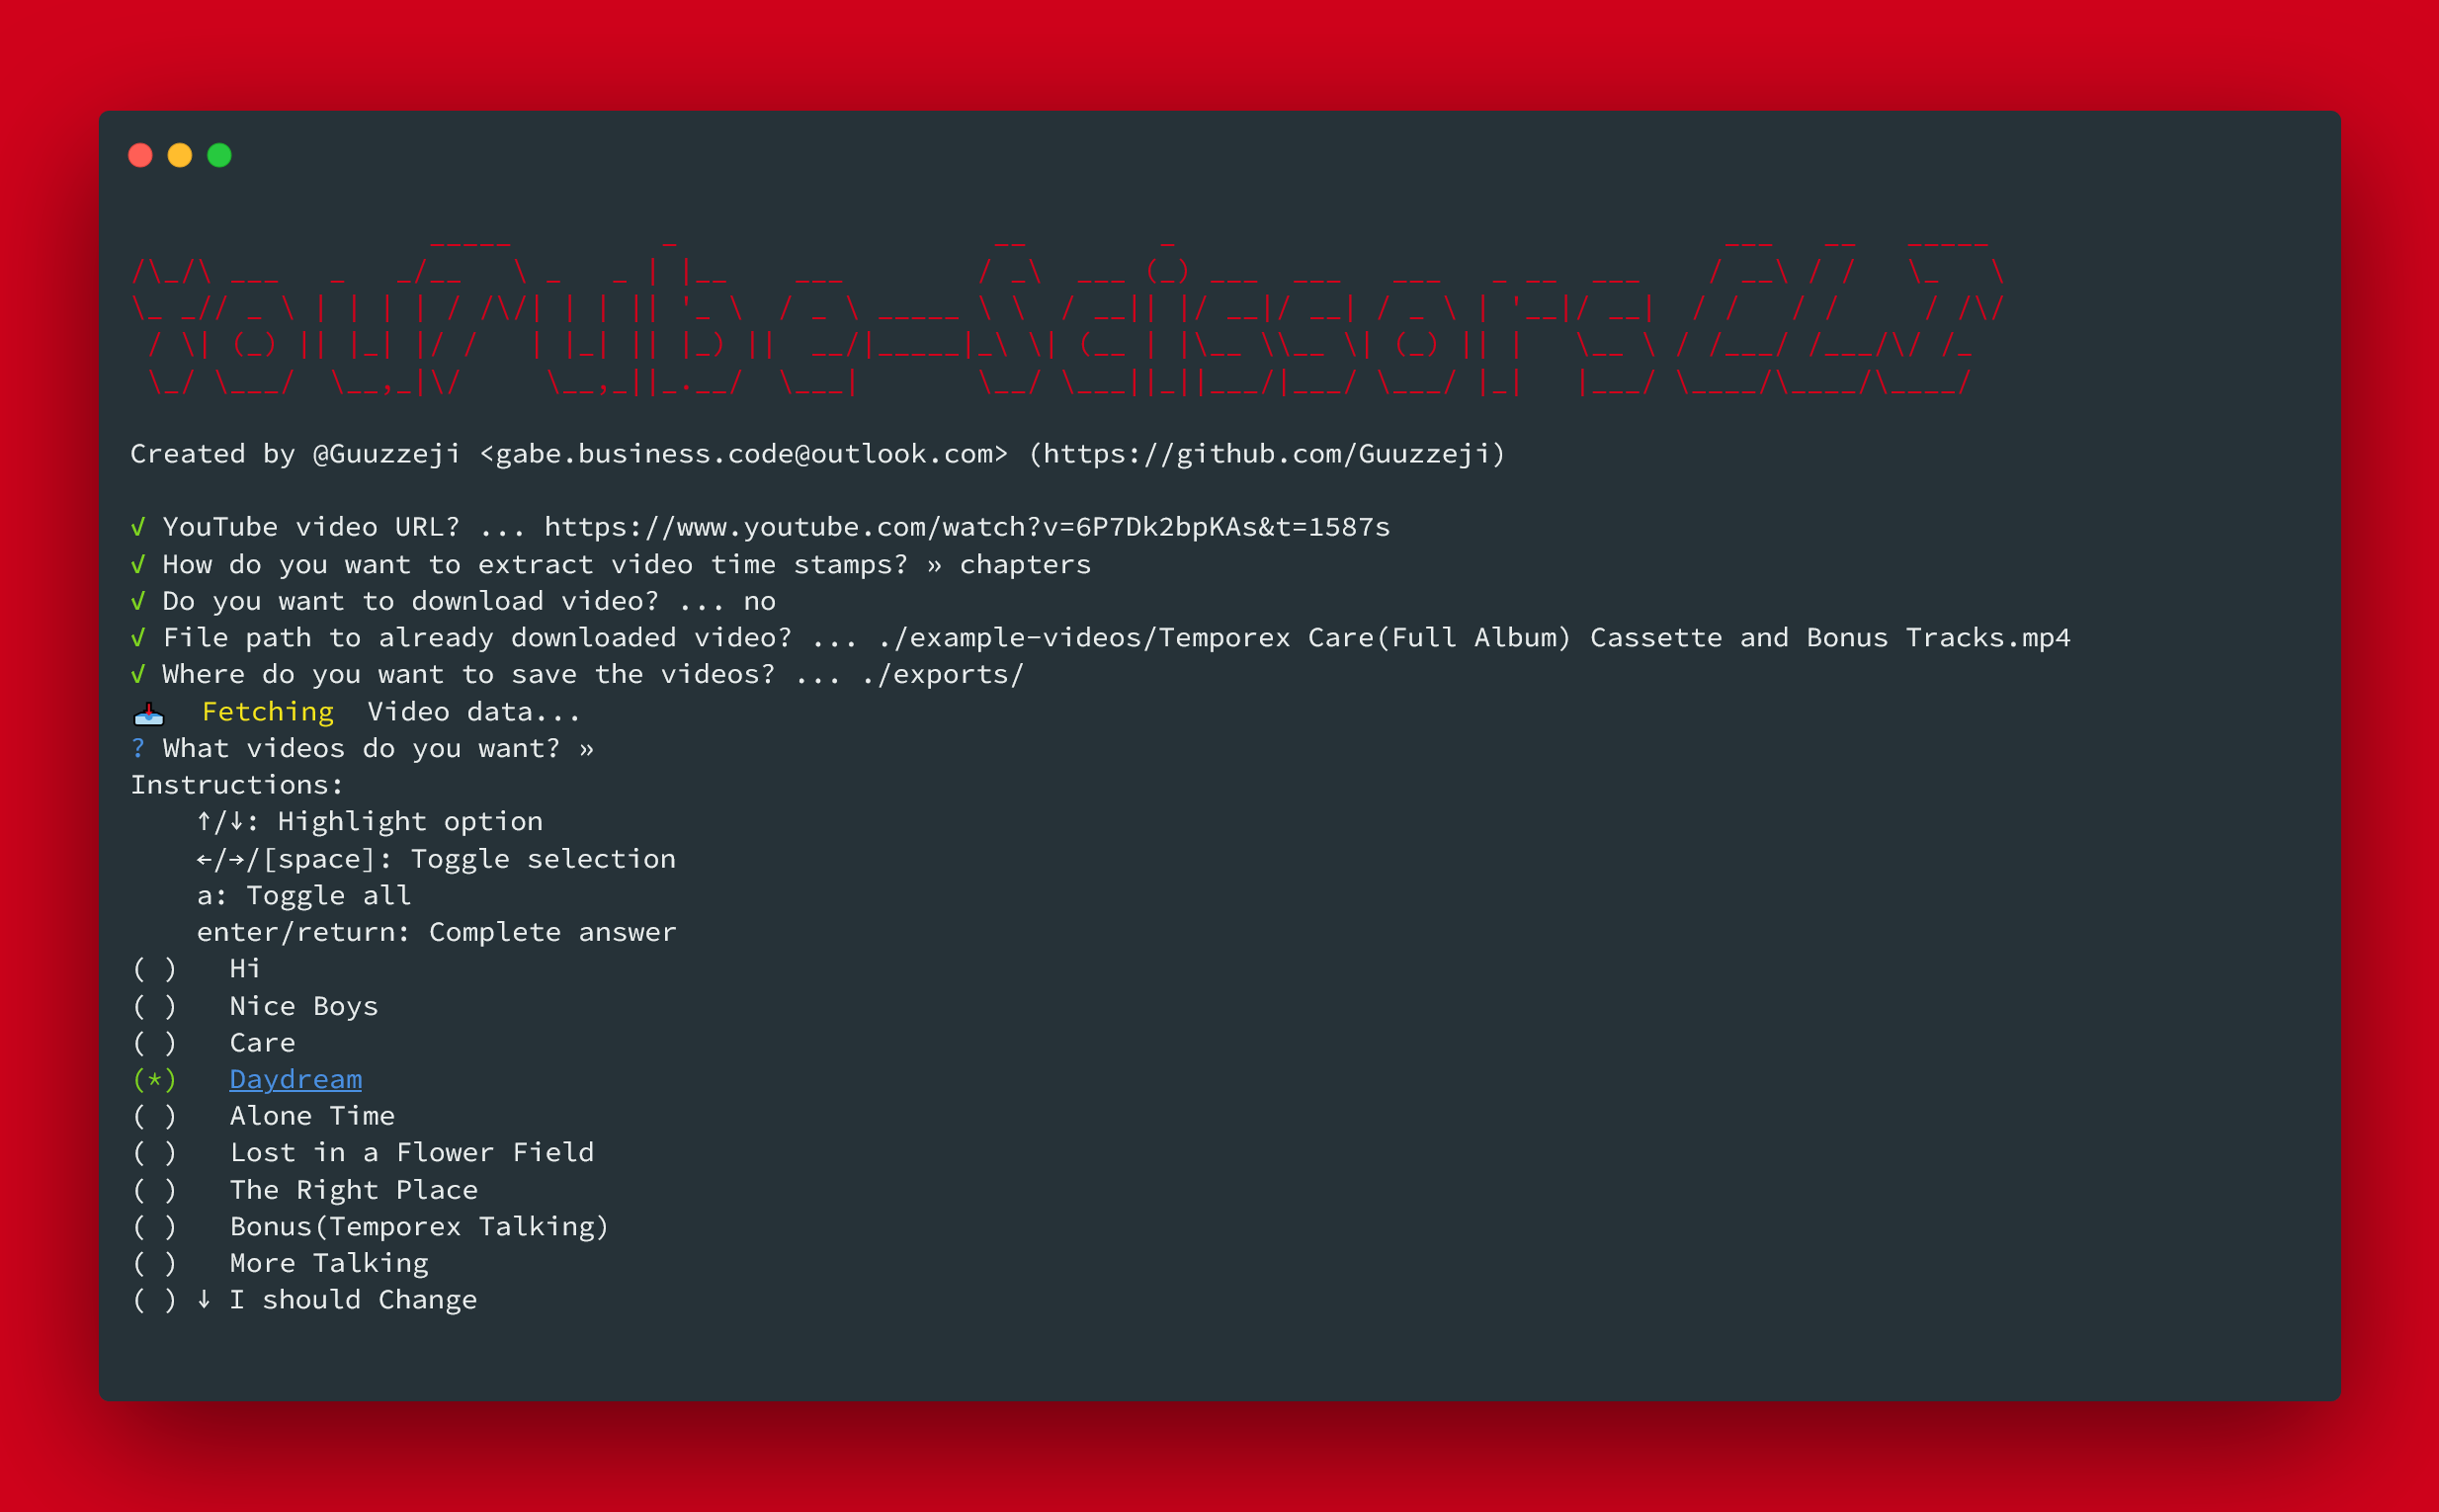 YouTube-Scissors CLI
Created by @Guuzzeji <gabe.business.code@outlook.com> (https://github.com/Guuzzeji)
√ YouTube video URL? ... https://www.youtube.com/watch?v=6P7Dk2bpKAs&t=1587s
√ How do you want to extract video time stamps? » chapters
√ Do you want to download video? ... no
√ File path to already downloaded video? ... ./example-videos/Temporex Care(Full Album) Cassette and Bonus Tracks.mp4
√ Where do you want to save the videos? ... ./exports/
📥 Fetching Video data...
? What videos do you want? »
Instructions:
↑/↓: Highlight option
←/→/[space]: Toggle selection
a: Toggle all
enter/return: Complete answer
( ) Hi
( ) Nice Boys
( ) Care
(*) Daydream
( ) Alone Time
( ) Lost in a Flower Field
( ) The Right Place
( ) Bonus(Temporex Talking)
( ) More Talking
( ) ↓ I should Change